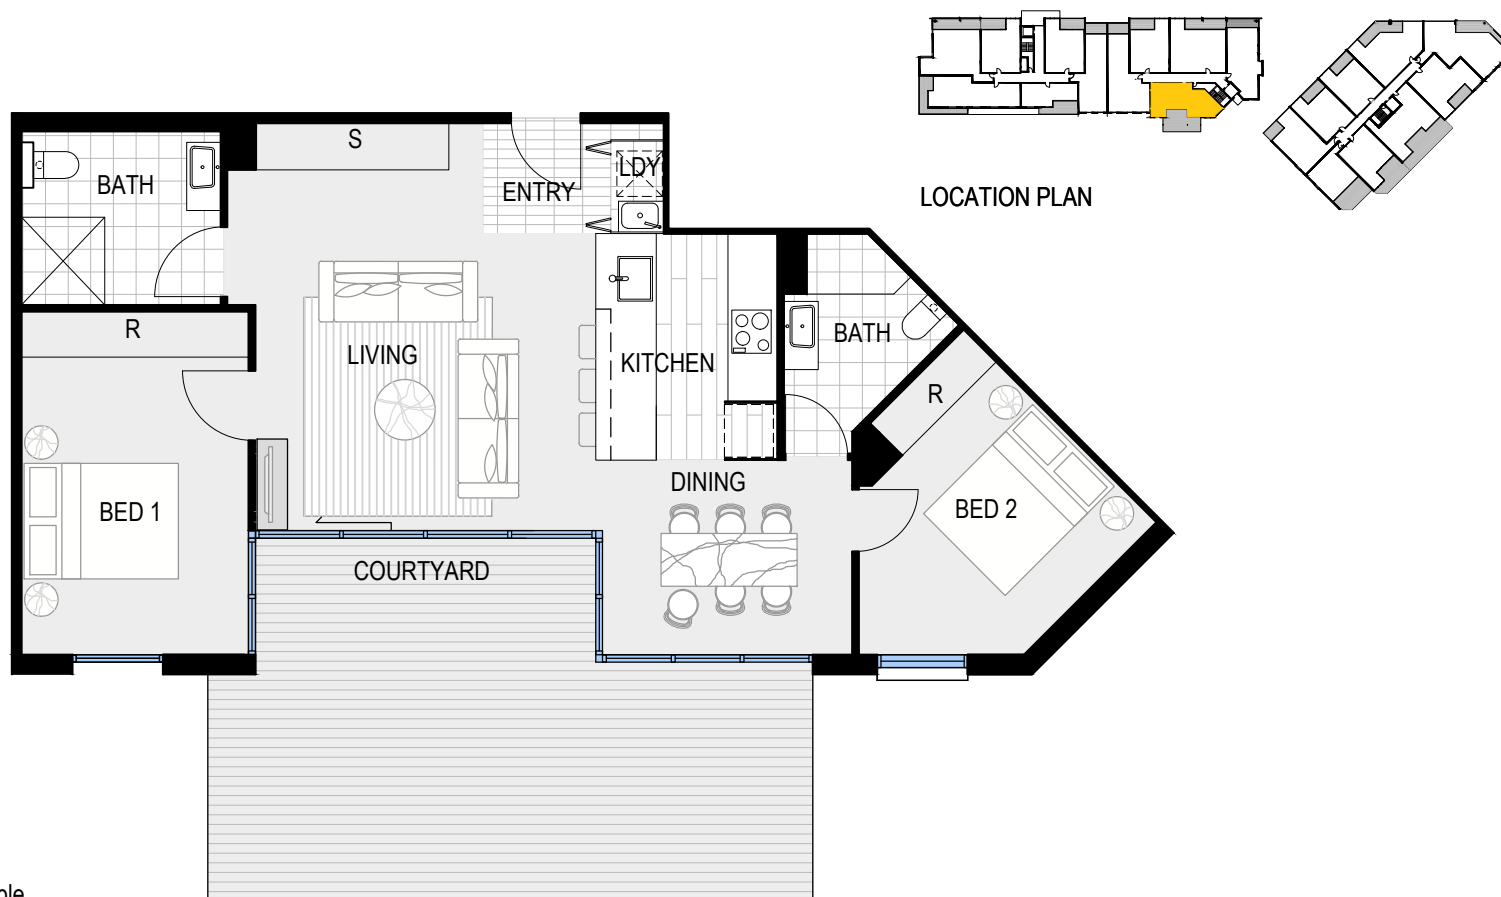 S
BATH
LDY
ENTRY
LOCATION PLAN
R
LIVING
KITCHEN
BATH
R
DINING
BED 1
BED 2
COURTYARD